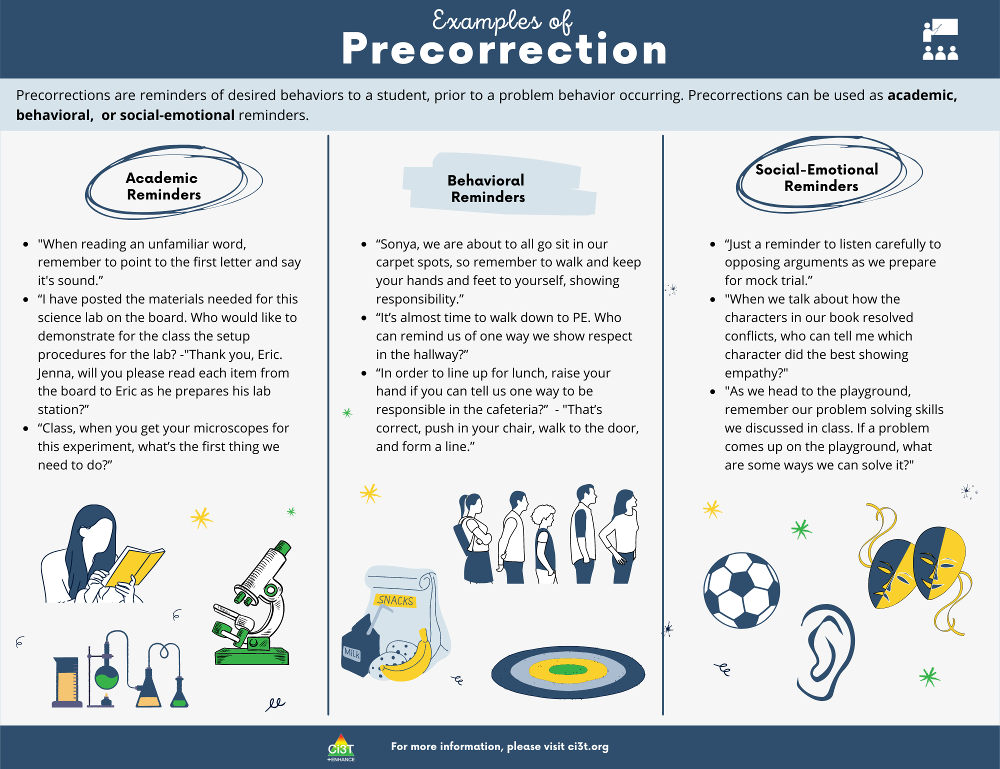 Examples of
Precorrection
Precorrections are reminders of desired behaviors to a student, prior to a problem behavior occurring. Precorrections can be used as academic,
behavioral,  or social-emotional reminders.
Academic
Reminders
"When reading an unfamiliar word,
remember to point to the first letter and say
it's sound.”
“I have posted the materials needed for this
science lab on the board. Who would like to
demonstrate for the class the setup
procedures for the lab? -"Thank you, Eric.
Jenna, will you please read each item from
the board to Eric as he prepares his lab
station?”
“Class, when you get your microscopes for
this experiment, what’s the first thing we
need to do?”
Behavioral
Reminders
“Sonya, we are about to all go sit in our
carpet spots, so remember to walk and keep
your hands and feet to yourself, showing
responsibility.”
“It’s almost time to walk down to PE. Who
can remind us of one way we show respect
in the hallway?”
“In order to line up for lunch, raise your
hand if you can tell us one way to be
responsible in the cafeteria?”  - "That’s
correct, push in your chair, walk to the door,
and form a line.”
SNACKS
MILK
Social-Emotional
Reminders
“Just a reminder to listen carefully to
opposing arguments as we prepare
for mock trial.”
"When we talk about how the
characters in our book resolved
conflicts, who can tell me which
character did the best showing
empathy?"
"As we head to the playground,
remember our problem solving skills
we discussed in class. If a problem
comes up on the playground, what
are some ways we can solve it?"
Ci3T
+ENHANCE
For more information, please visit ci3t.org